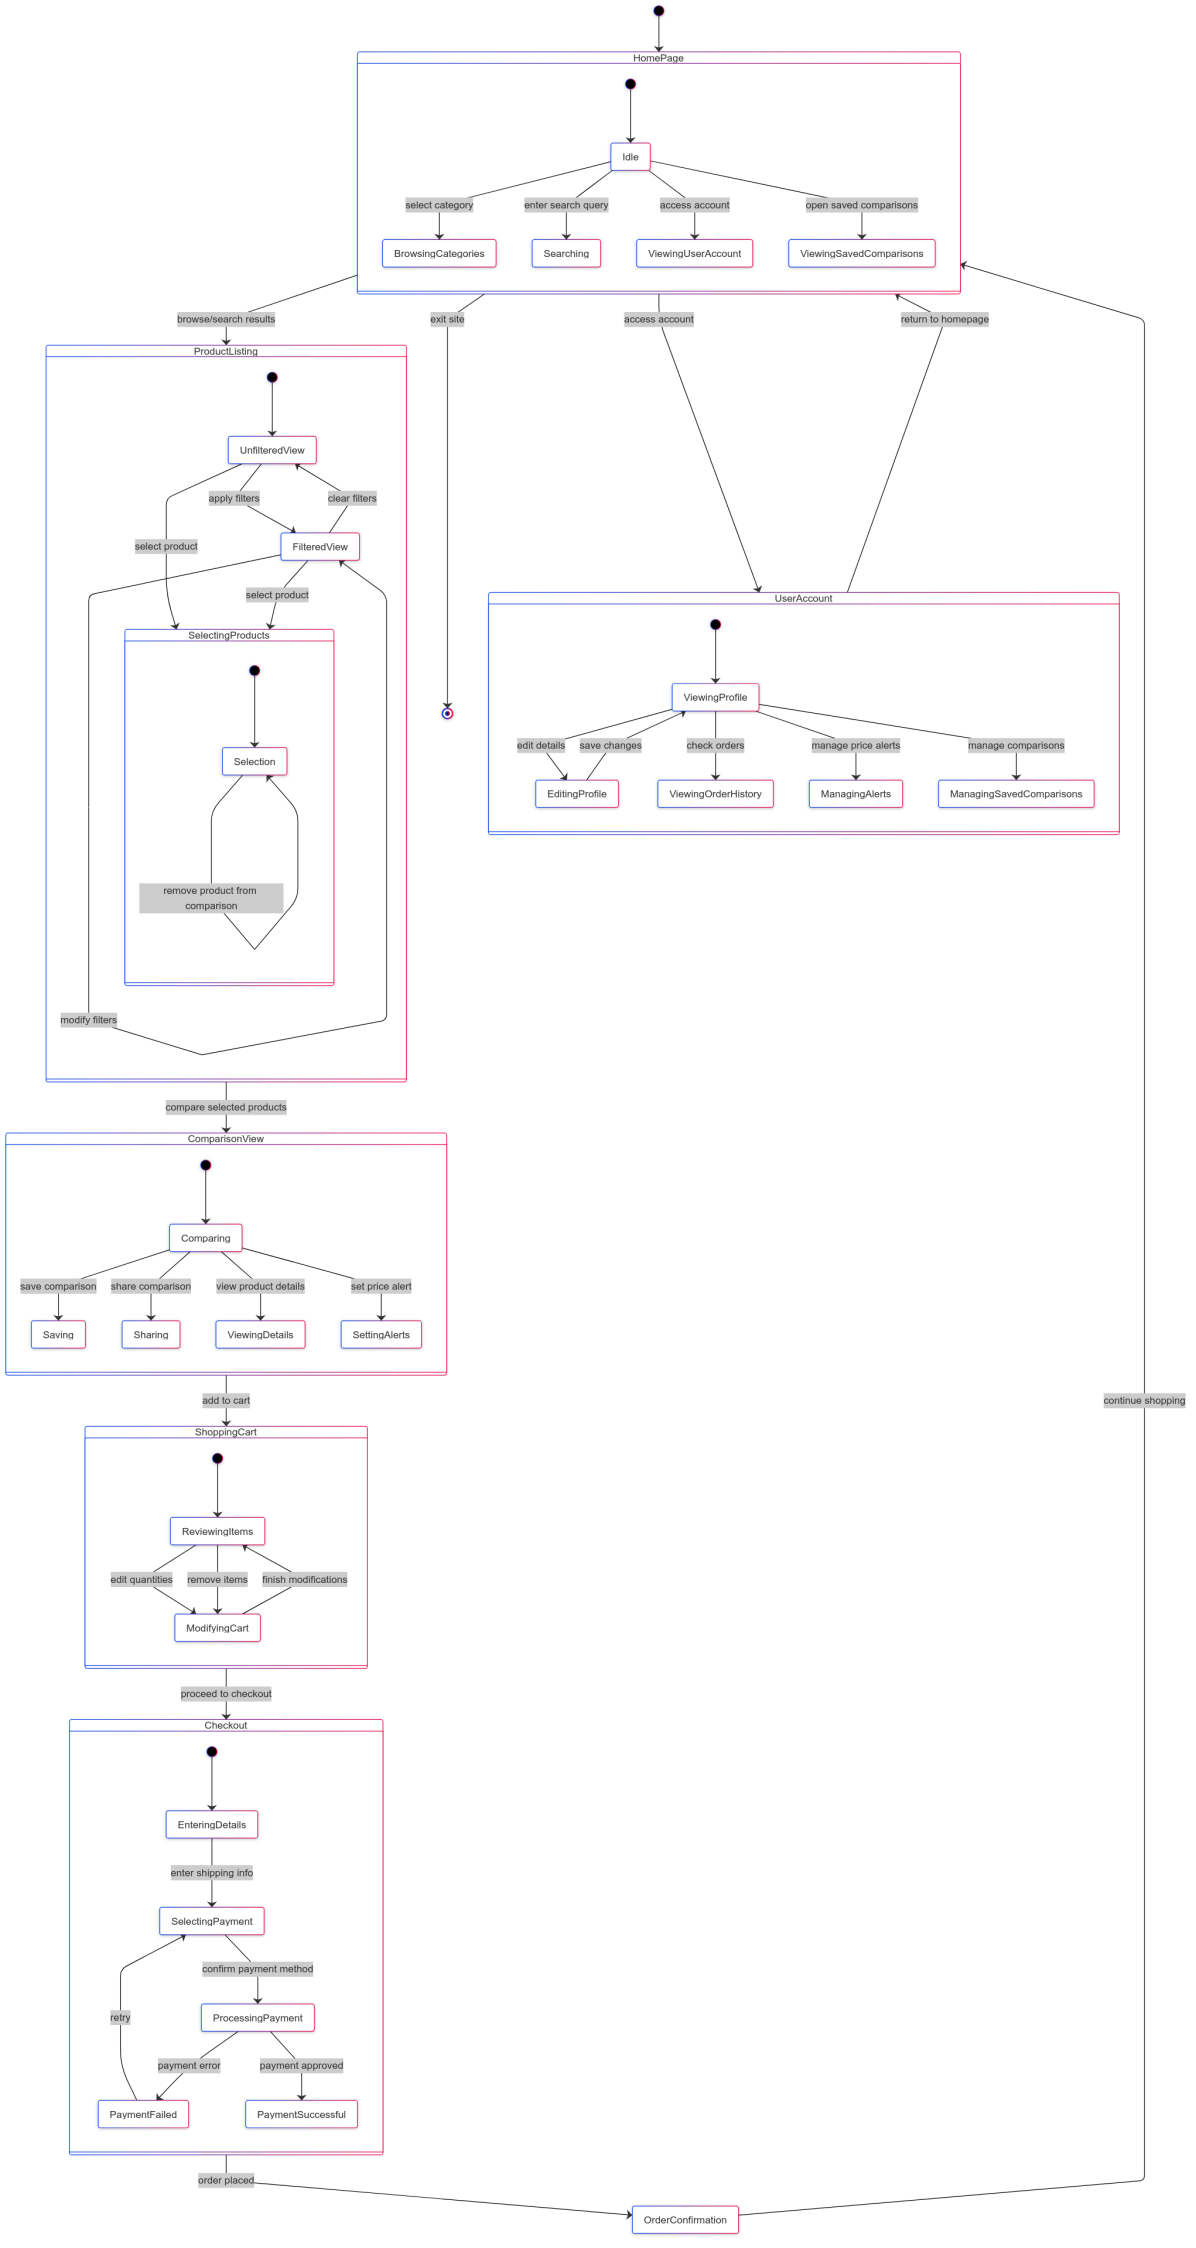 HomePage
Idle
select category
enter search query
access account
open saved comparisons
BrowsingCategories
Searching
ViewingUserAccount
ViewingSavedComparisons
browse/search results
exit site
access account
return to homepage
ProductListing
UnfilteredView
apply filters
clear filters
select product
FilteredView
select product
UserAccount
SelectingProducts
ViewingProfile
edit details
save changes
check orders
manage price alerts
manage comparisons
Selection
EditingProfile
ViewingOrderHistory
ManagingAlerts
ManagingSavedComparisons
remove product from
comparison
modify filters
compare selected products
ComparisonView
Comparing
save comparison
share comparison
view product details
set price alert
Saving
Sharing
ViewingDetails
SettingAlerts
add to cart
continue shopping
ShoppingCart
ReviewingItems
edit quantities
remove items
finish modifications
ModifyingCart
proceed to checkout
Checkout
EnteringDetails
enter shipping info
SelectingPayment
confirm payment method
retry
ProcessingPayment
payment error
payment approved
PaymentFailed
PaymentSuccessful
order placed
OrderConfirmation